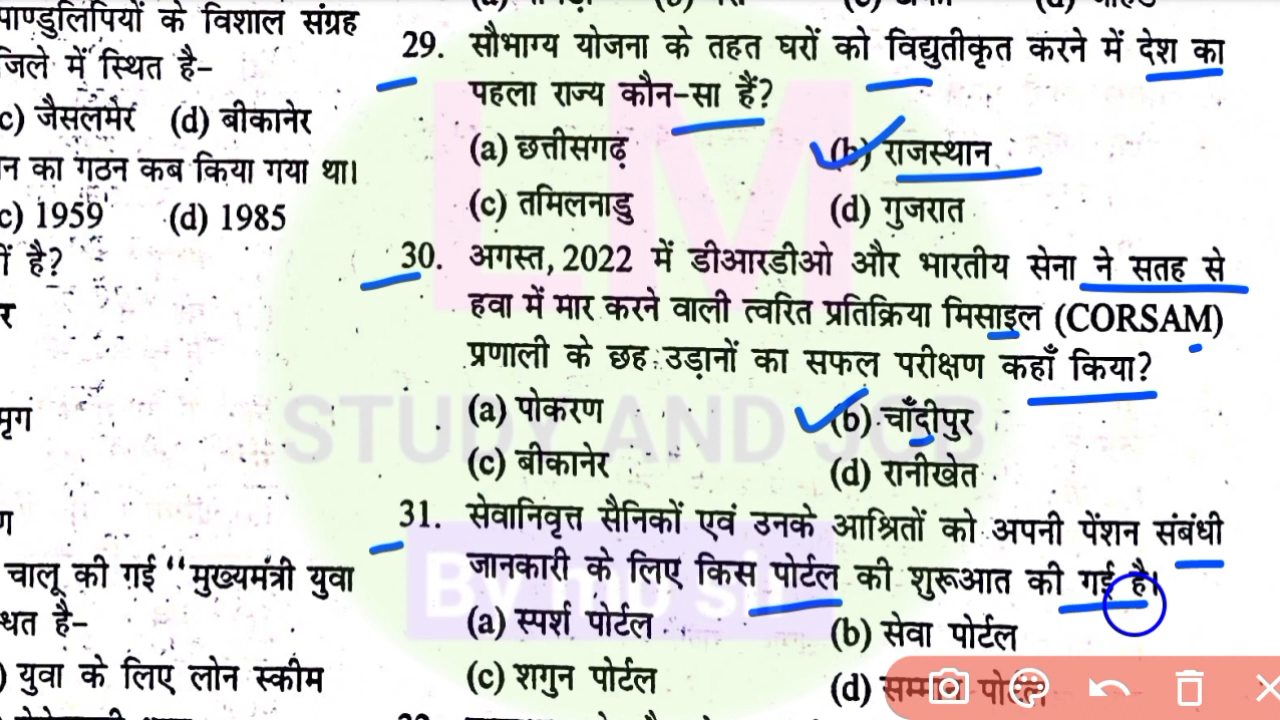 पाण्डुलिपियों के विशाल संग्रह
जिले में स्थित है-
c) जैसलमेर (d) बीकानेर
न का गठन कब किया गया था।
c) 1959 (d) 1985
है?
र
मृग
ण
चालू की गई "मुख्यमंत्री युवा
है-
) युवा के लिए लोन स्कीम
29. सौभाग्य योजना के तहत घरों को विद्युतीकृत करने में देश का
पहला राज्य कौन-सा हैं?
(a) छत्तीसगढ़ (b) राजस्थान
(c) तमिलनाडु (d) गुजरात
30. अगस्त, 2022 में डीआरडीओ और भारतीय सेना ने सतह से
हवा में मार करने वाली त्वरित प्रतिक्रिया मिसाइल (CORSAM)
प्रणाली के छह उड़ानों का सफल परीक्षण कहाँ किया?
(a) पोकरण (b) चाँदीपुर
(c) बीकानेर (d) रानीखेत
31. सेवानिवृत्त सैनिकों एवं उनके आश्रितों को अपनी पेंशन संबंधी
जानकारी के लिए किस पोर्टल की शुरूआत की गई है।
(a) स्पर्श पोर्टल (b) सेवा पोर्टल
(c) शगुन पोर्टल (d) पोर्टल
LM
STUDY AND JOB